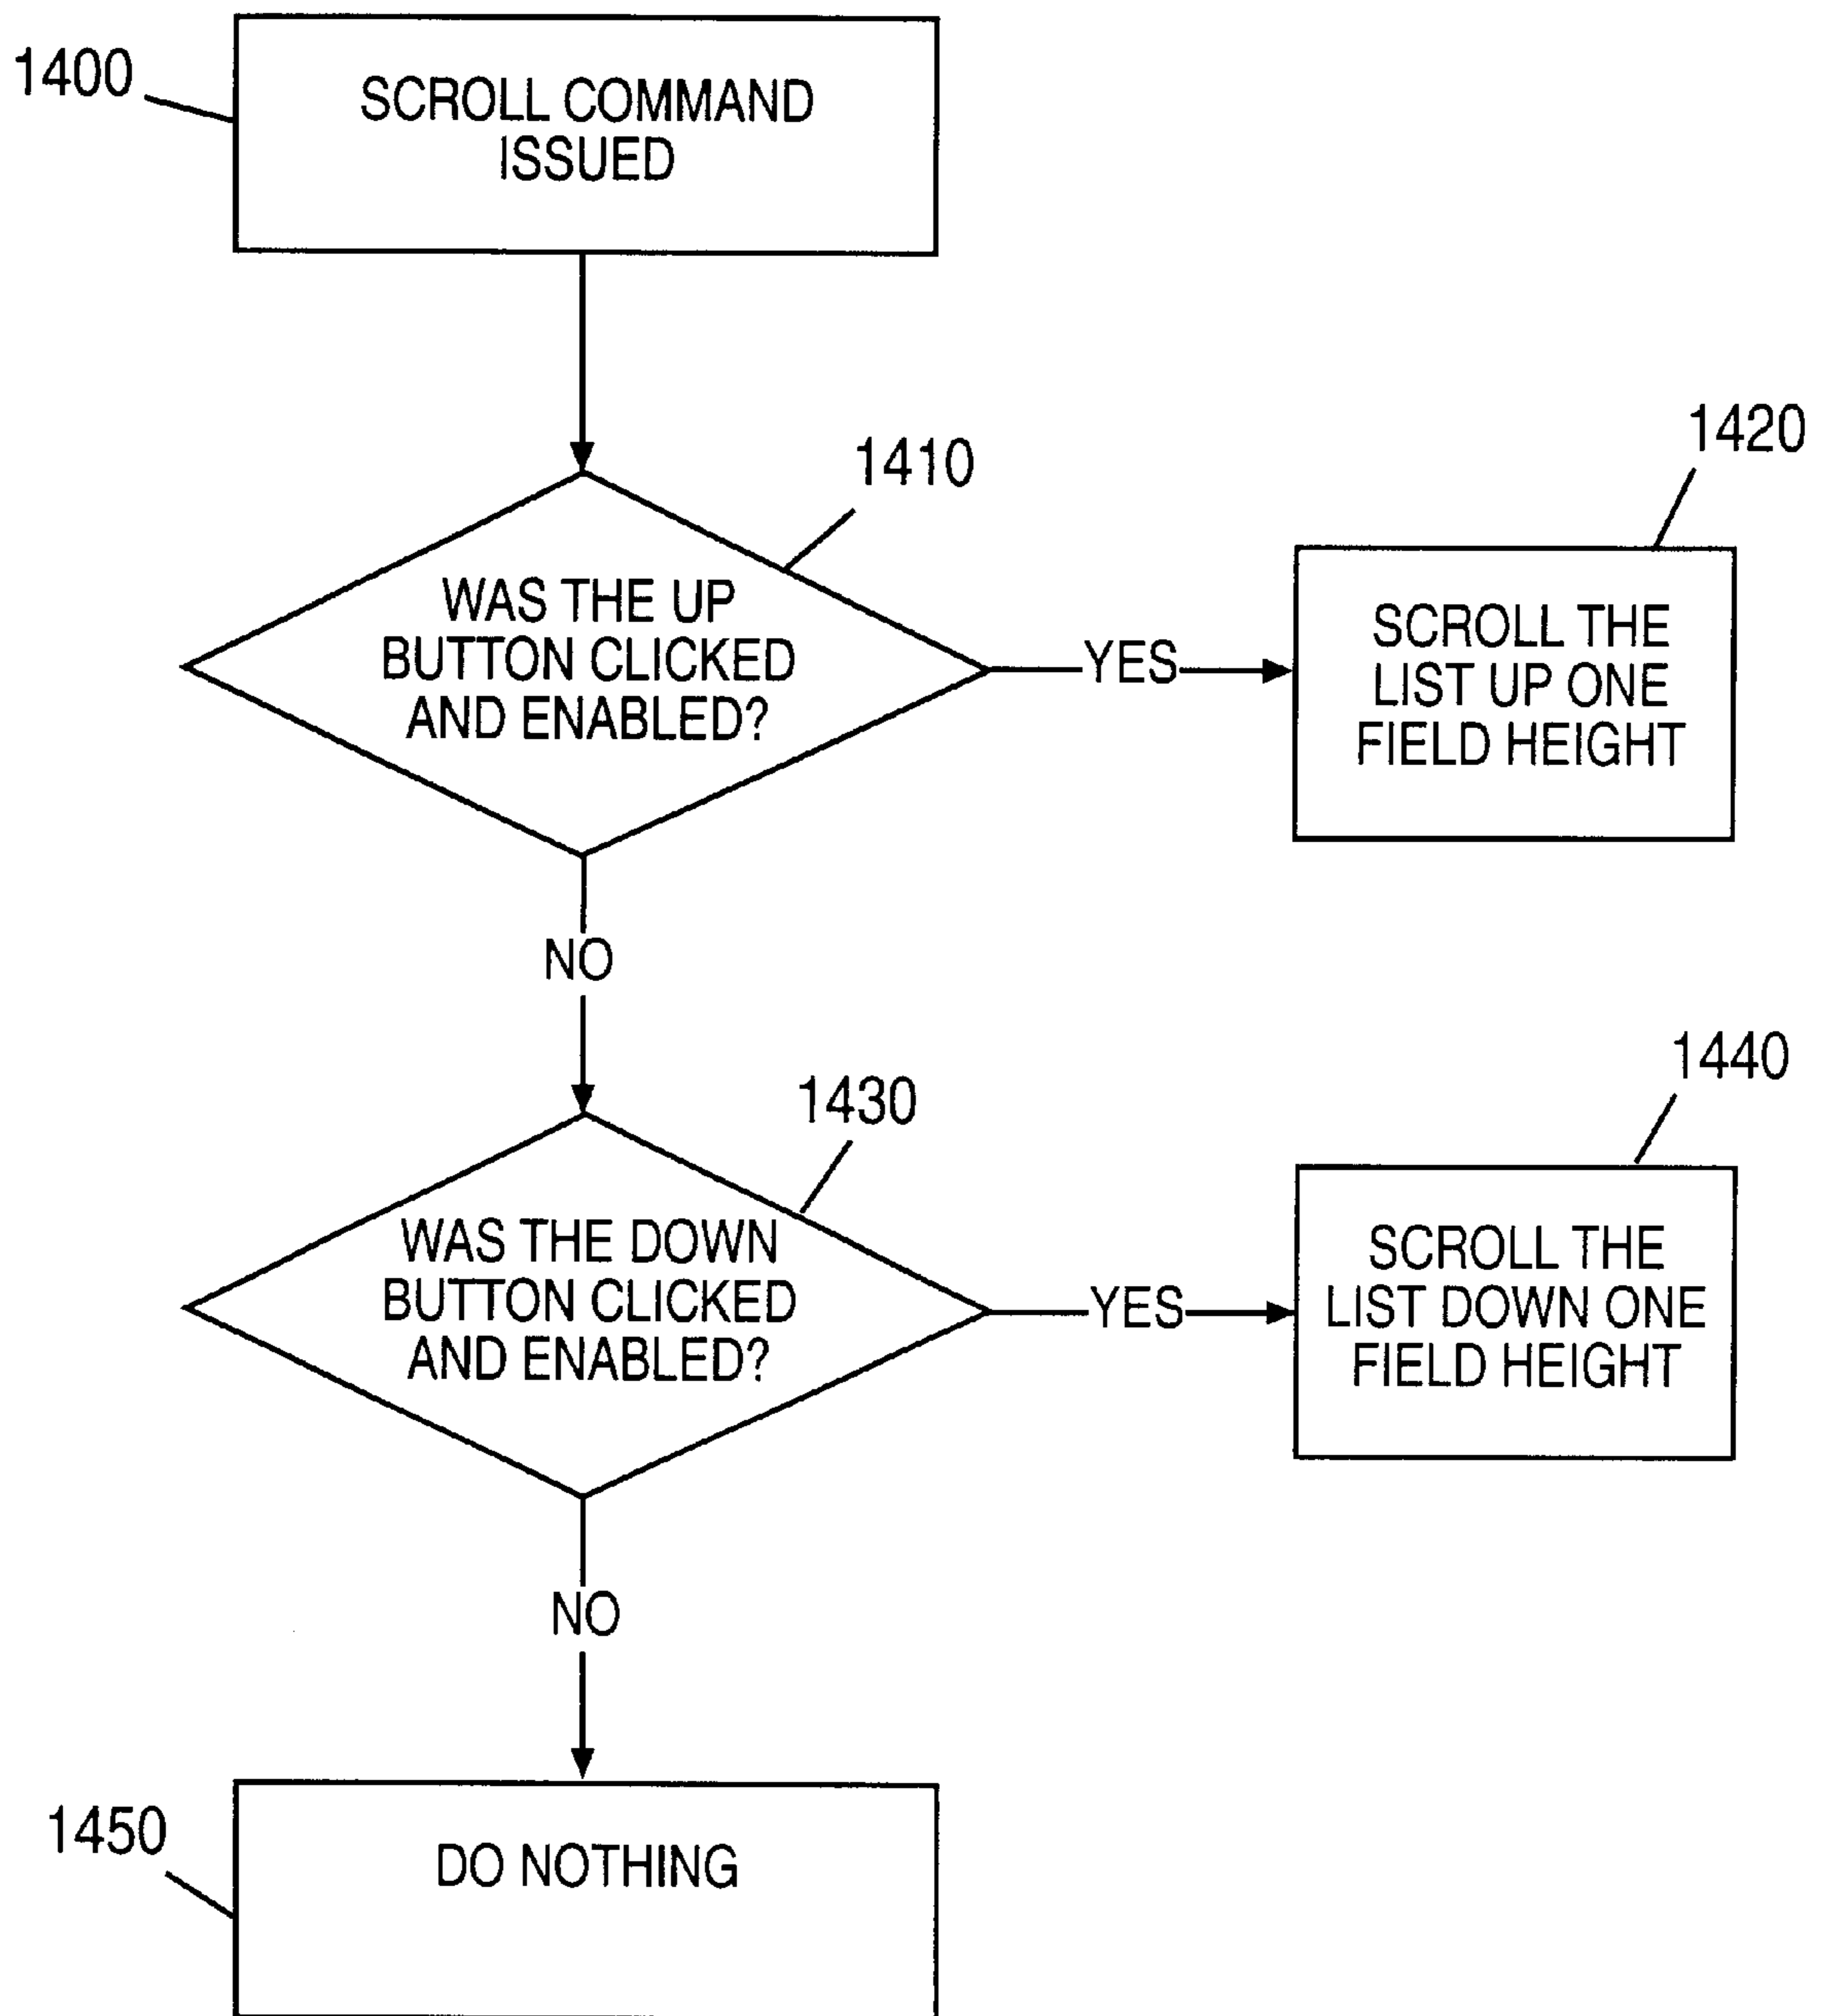 1400
SCROLL COMMAND
ISSUED
1410
WAS THE UP
BUTTON CLICKED
AND ENABLED?
YES
1420
SCROLL THE
LIST UP ONE
FIELD HEIGHT
NO
1430
WAS THE DOWN
BUTTON CLICKED
AND ENABLED?
YES
1440
SCROLL THE
LIST DOWN ONE
FIELD HEIGHT
NO
1450
DO NOTHING